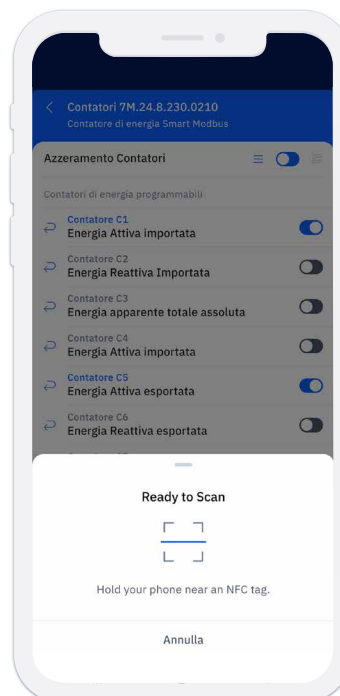 Contatori 7M.24.8.230.0210
Contatore di energia Smart Modbus
Azzeramento Contatori
Contatori di energia programmabili
Contatore C1
Energia Attiva importata
Contatore C2
Energia Reattiva Importata
Contatore C3
Energia apparente totale assoluta
Contatore C4
Energia Attiva importata
Contatore C5
Energia Attiva esportata
Contatore C6
Energia Reattiva esportata
Ready to Scan
Hold your phone near an NFC tag.
Annulla